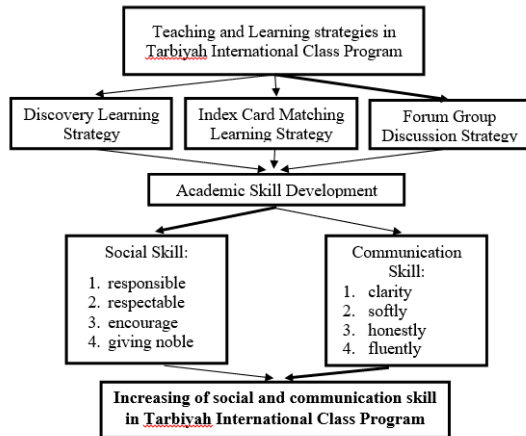 Teaching and Learning strategies in
Tarbiyah International Class Program
Discovery Learning
Strategy
Index Card Matching
Learning Strategy
Forum Group
Discussion Strategy
Academic Skill Development
Social Skill:
1. responsible
2. respectable
3. encourage
4. giving noble
Communication
Skill:
1. clarity
2. softly
3. honestly
4. fluently
Increasing of social and communication skill
in Tarbiyah International Class Program